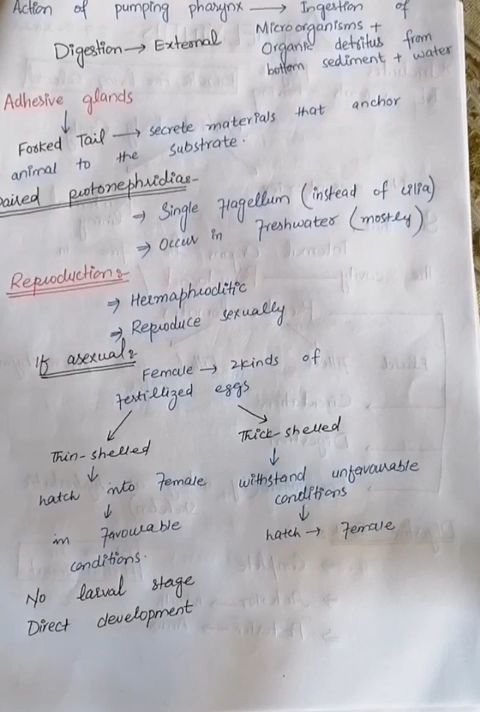 Action of pumping pharynx → Ingestion of
Microorganisms +
Organic detritus from
bottom sediment + water
Digestion → External
Adhesive glands
↓
Forked Tail → secrete materials that anchor
animal to the substrate.
paired protonephridias-
→ Single flagellum (instead of cilia)
→ Occur in freshwater (mostly)
Reproduction:
⇒ Hermaphroditic
⇒ Reproduce sexually
If asexual:
Female → 2 kinds of
fertillized eggs
Thin-shelled
↓
hatch into Female
↓
in favourable
conditions.
Thick-shelled
↓
withstand unfavourable
conditions
↓
hatch → Female
No larval stage
Direct development